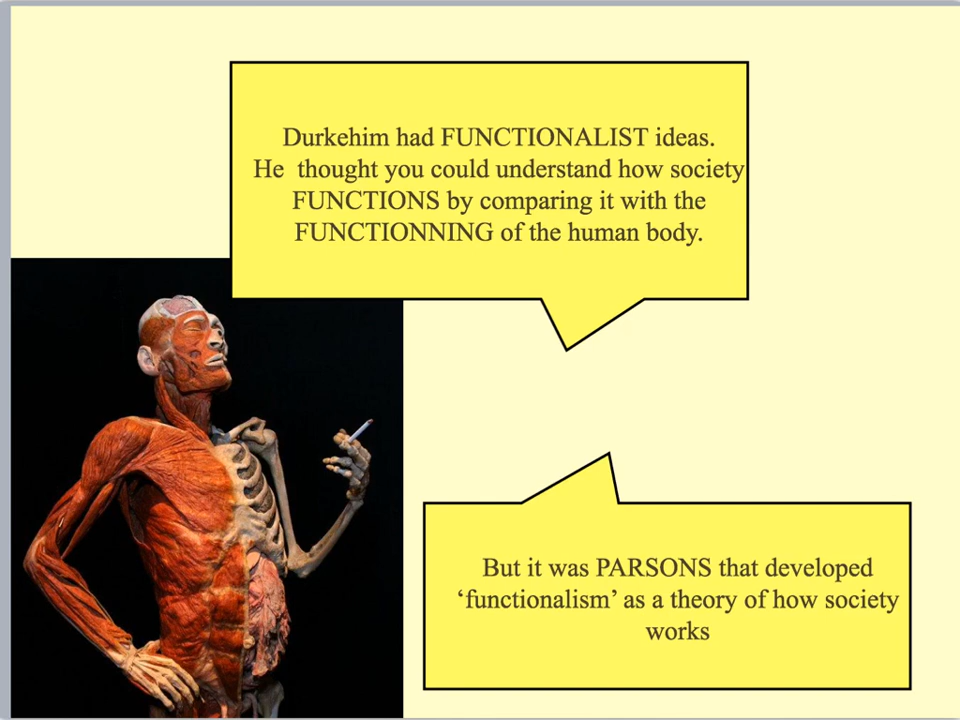 Durkehim had FUNCTIONALIST ideas.
He  thought you could understand how society
FUNCTIONS by comparing it with the
FUNCTIONNING of the human body.
But it was PARSONS that developed
‘functionalism’ as a theory of how society
works